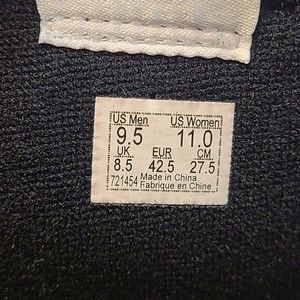 US Men US Women
9.5 11.0
UK EUR CM
8.5 42.5 27.5
721454 Made in China
Fabrique en Chine